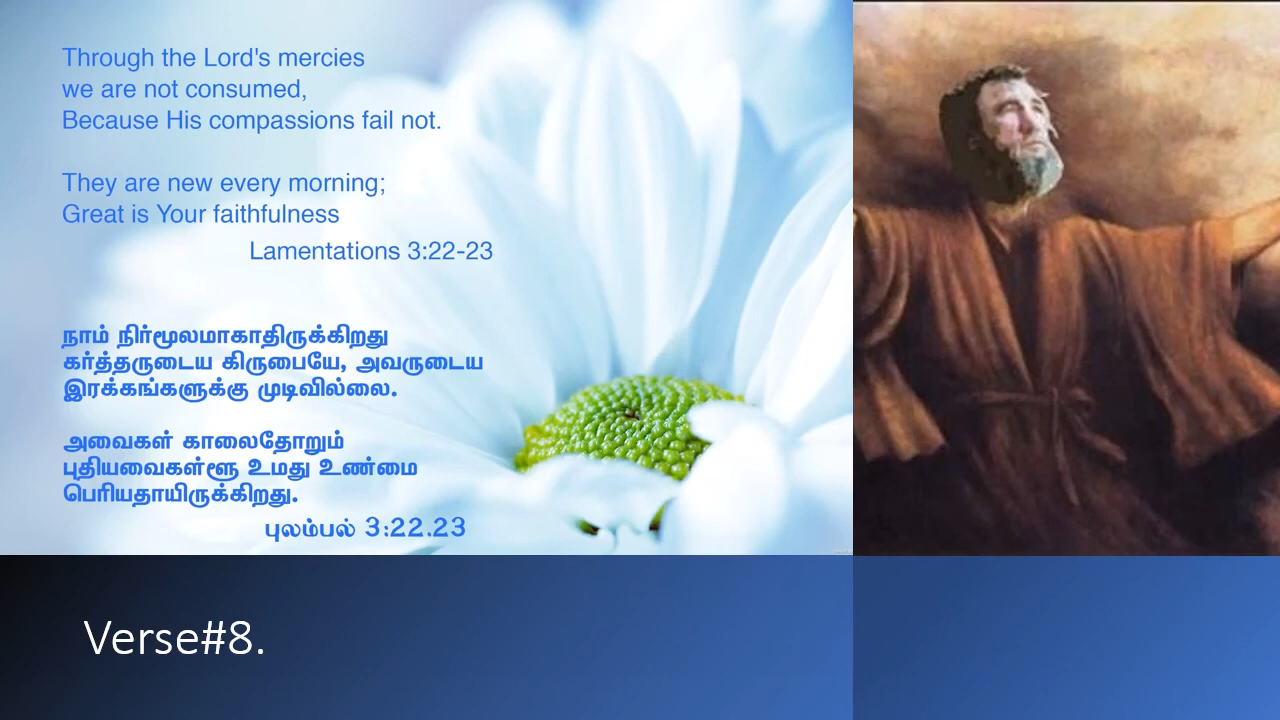 Through the Lord's mercies
we are not consumed,
Because His compassions fail not.
They are new every morning;
Great is Your faithfulness
Lamentations 3:22-23
நாம் நிர்மூலமாகாதிருக்கிறது
கர்த்தருடைய கிருபையே, அவருடைய
இரக்கங்களுக்கு முடிவில்லை.
அவைகள் காலைதோறும்
புதியவைகள்ளூ உமது உண்மை
பெரியதாயிருக்கிறது.
புலம்பல் 3:22.23
Verse#8.